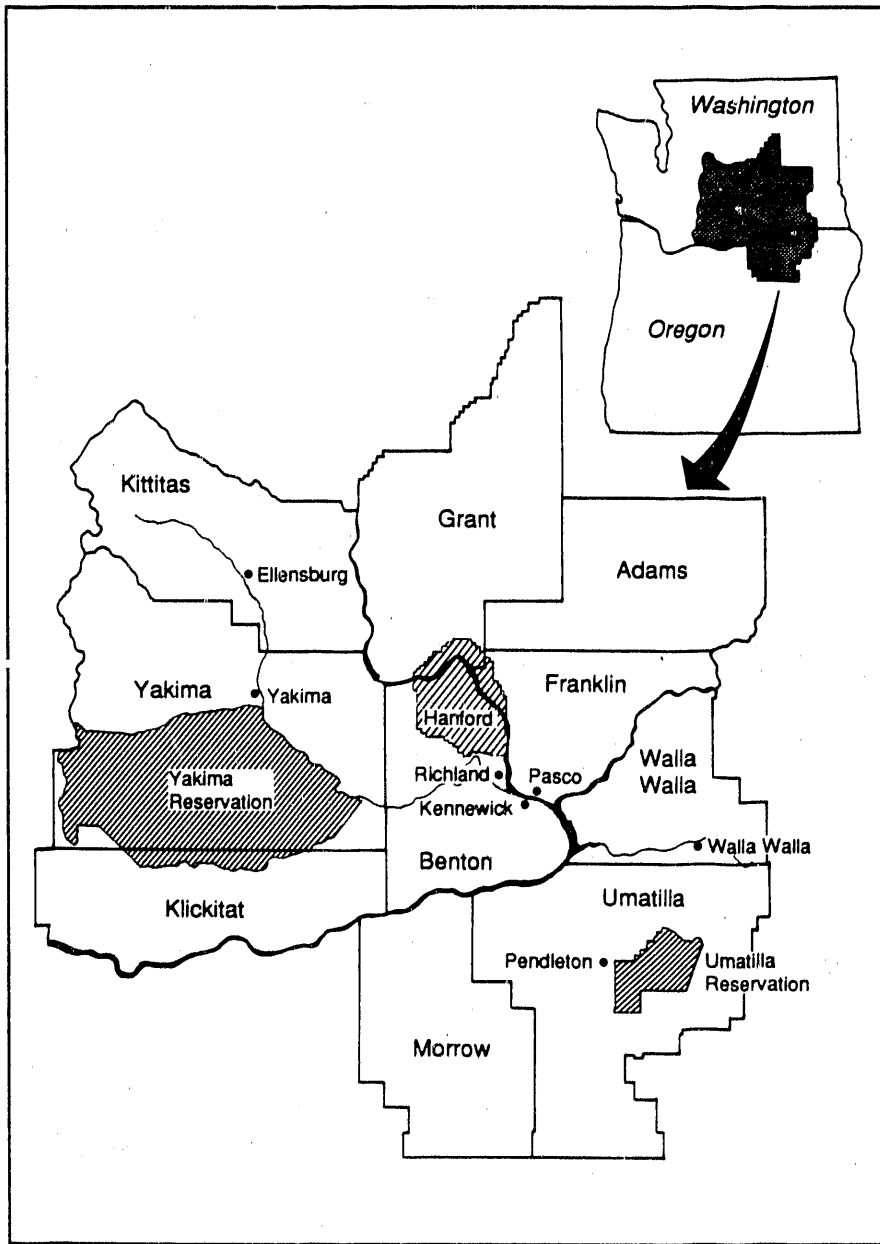 Washington
Oregon
Kittitas
Grant
Ellensburg
Adams
Yakima
Yakima
Franklin
Hanford
Yakima
Reservation
Richland
Pasco
Kennewick
Walla
Walla
Walla Walla
Benton
Klickitat
Umatilla
Pendleton
Umatilla
Reservation
Morrow